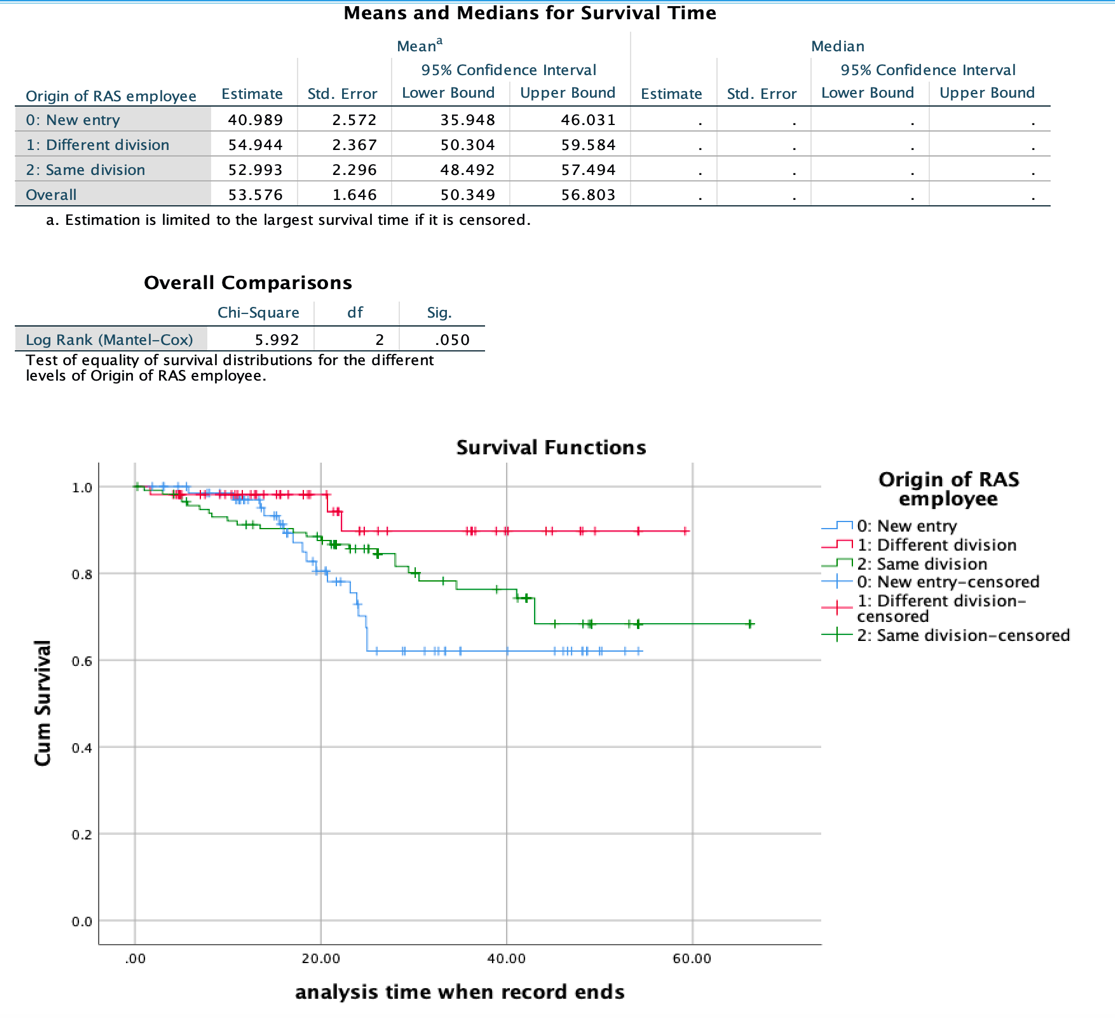 Means and Medians for Survival Time
Meanᵃ Median
95% Confidence Interval 95% Confidence Interval
Origin of RAS employee Estimate Std. Error Lower Bound Upper Bound Estimate Std. Error Lower Bound Upper Bound
0: New entry 40.989 2.572 35.948 46.031 . . . .
1: Different division 54.944 2.367 50.304 59.584 . . . .
2: Same division 52.993 2.296 48.492 57.494 . . . .
Overall 53.576 1.646 50.349 56.803 . . . .
a. Estimation is limited to the largest survival time if it is censored.
Overall Comparisons
Chi-Square df Sig.
Log Rank (Mantel-Cox) 5.992 2 .050
Test of equality of survival distributions for the different
levels of Origin of RAS employee.
Survival Functions
Cum Survival
1.0
0.8
0.6
0.4
0.2
0.0
.00 20.00 40.00 60.00
analysis time when record ends
Origin of RAS
employee
0: New entry
1: Different division
2: Same division
0: New entry-censored
1: Different division-
censored
2: Same division-censored